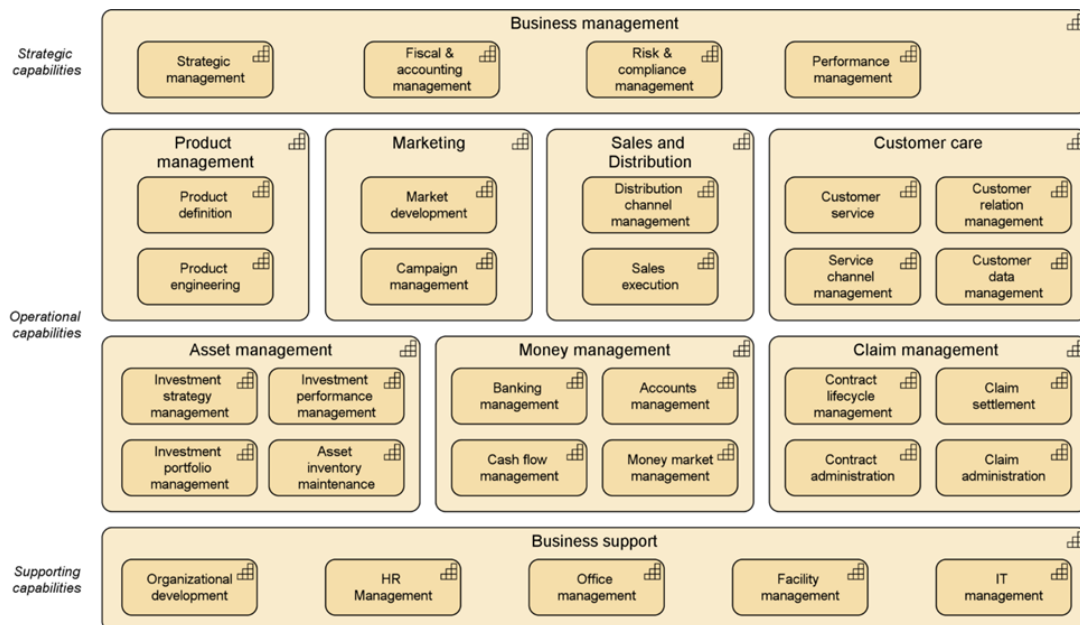 Business management
Strategic
capabilities
Strategic
management
Fiscal &
accounting
management
Risk &
compliance
management
Performance
management
Operational
capabilities
Product
management
Product
definition
Product
engineering
Marketing
Market
development
Campaign
management
Sales and
Distribution
Distribution
channel
management
Sales
execution
Customer care
Customer
service
Customer
relation
management
Service
channel
management
Customer
data
management
Asset management
Investment
strategy
management
Investment
performance
management
Investment
portfolio
management
Asset
inventory
maintenance
Money management
Banking
management
Accounts
management
Cash flow
management
Money market
management
Claim management
Contract
lifecycle
management
Claim
settlement
Contract
administration
Claim
administration
Supporting
capabilities
Business support
Organizational
development
HR
Management
Office
management
Facility
management
IT
management